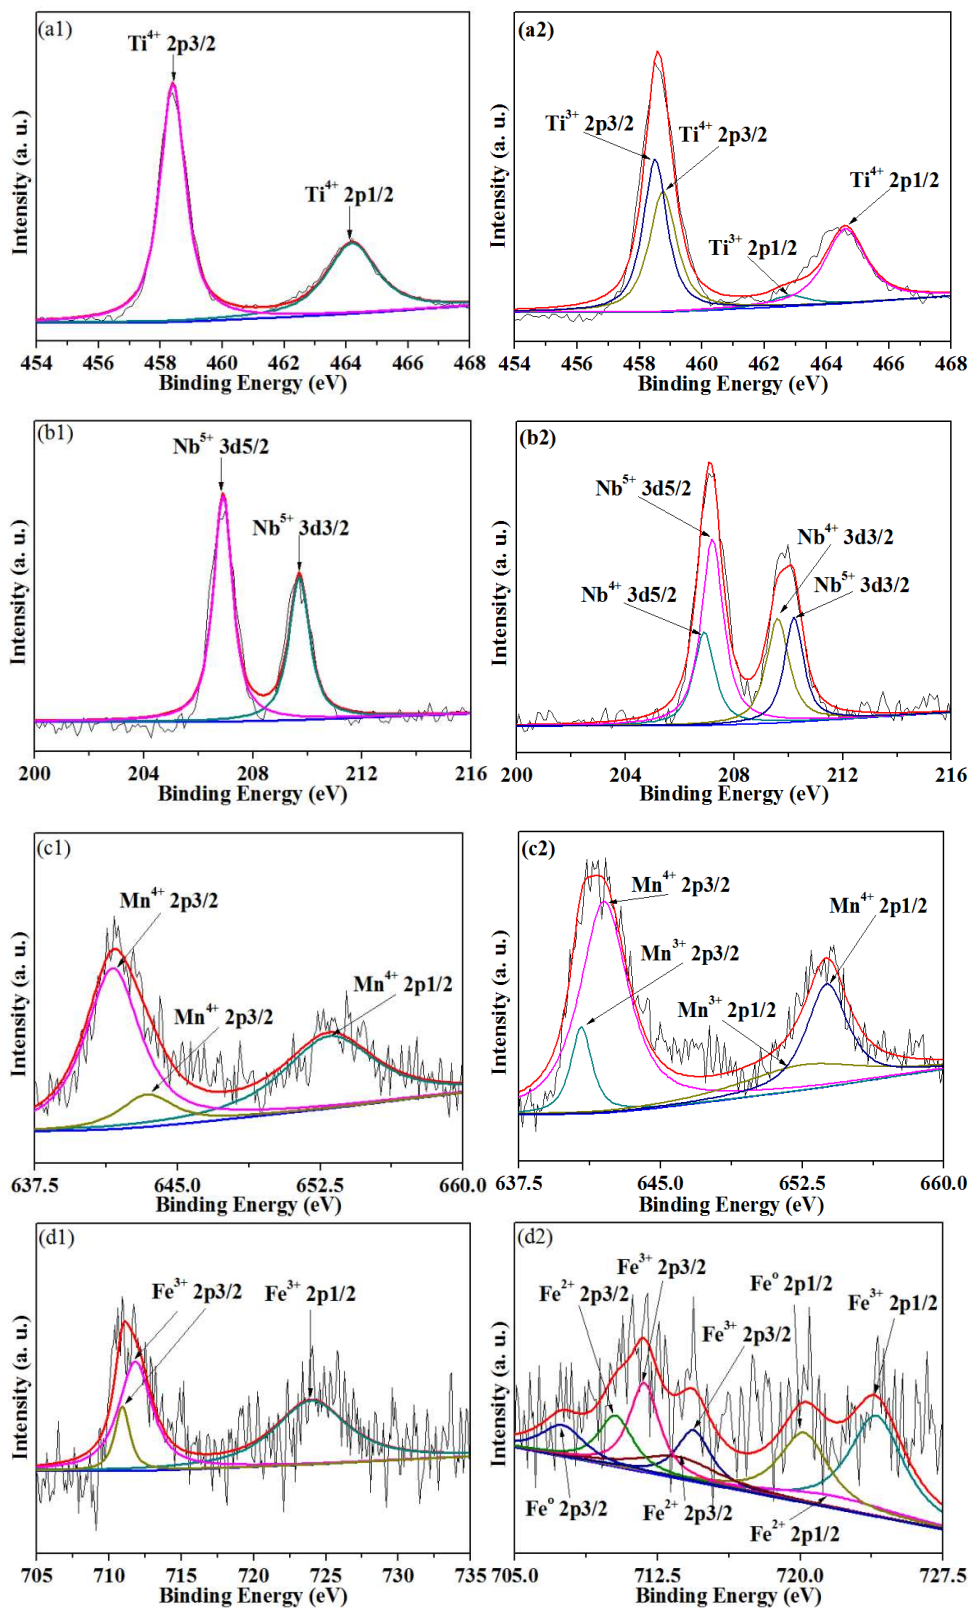 (a1)
Ti4+ 2p3/2
Ti4+ 2p1/2
Intensity (a. u.)
454 456 458 460 462 464 466 468
Binding Energy (eV)
(a2)
Ti3+ 2p3/2
Ti4+ 2p3/2
Ti4+ 2p1/2
Ti3+ 2p1/2
Intensity (a. u.)
454 456 458 460 462 464 466 468
Binding Energy (eV)
(b1)
Nb5+ 3d5/2
Nb5+ 3d3/2
Intensity (a. u.)
200 204 208 212 216
Binding Energy (eV)
(b2)
Nb5+ 3d5/2
Nb4+ 3d3/2
Nb5+ 3d3/2
Nb4+ 3d5/2
Intensity (a. u.)
200 204 208 212 216
Binding Energy (eV)
(c1)
Mn4+ 2p3/2
Mn4+ 2p1/2
Mn4+ 2p3/2
Intensity (a. u.)
637.5 645.0 652.5 660.0
Binding Energy (eV)
(c2)
Mn4+ 2p3/2
Mn4+ 2p1/2
Mn3+ 2p3/2
Mn3+ 2p1/2
Intensity (a. u.)
637.5 645.0 652.5 660.0
Binding Energy (eV)
(d1)
Fe3+ 2p3/2
Fe3+ 2p1/2
Intensity (a. u.)
705 710 715 720 725 730 735
Binding Energy (eV)
(d2)
Fe3+ 2p3/2
Fe2+ 2p3/2
Feo 2p1/2
Fe3+ 2p1/2
Fe3+ 2p3/2
Feo 2p3/2
Fe2+ 2p3/2
Fe2+ 2p1/2
Intensity (a. u.)
705.0 712.5 720.0 727.5
Binding Energy (eV)